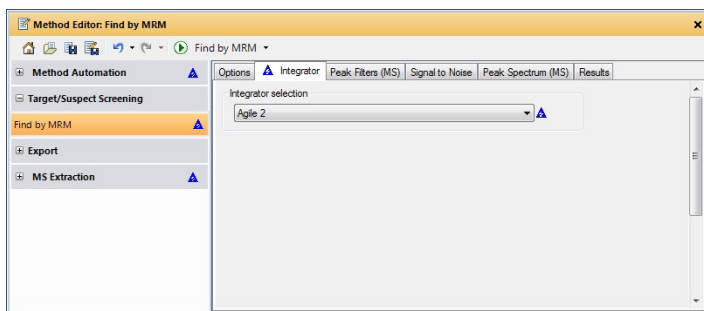 Method Editor: Find by MRM
Find by MRM
Method Automation
Target/Suspect Screening
Find by MRM
Export
MS Extraction
Options Integrator Peak Filters (MS) Signal to Noise Peak Spectrum (MS) Results
Integrator selection
Agile 2